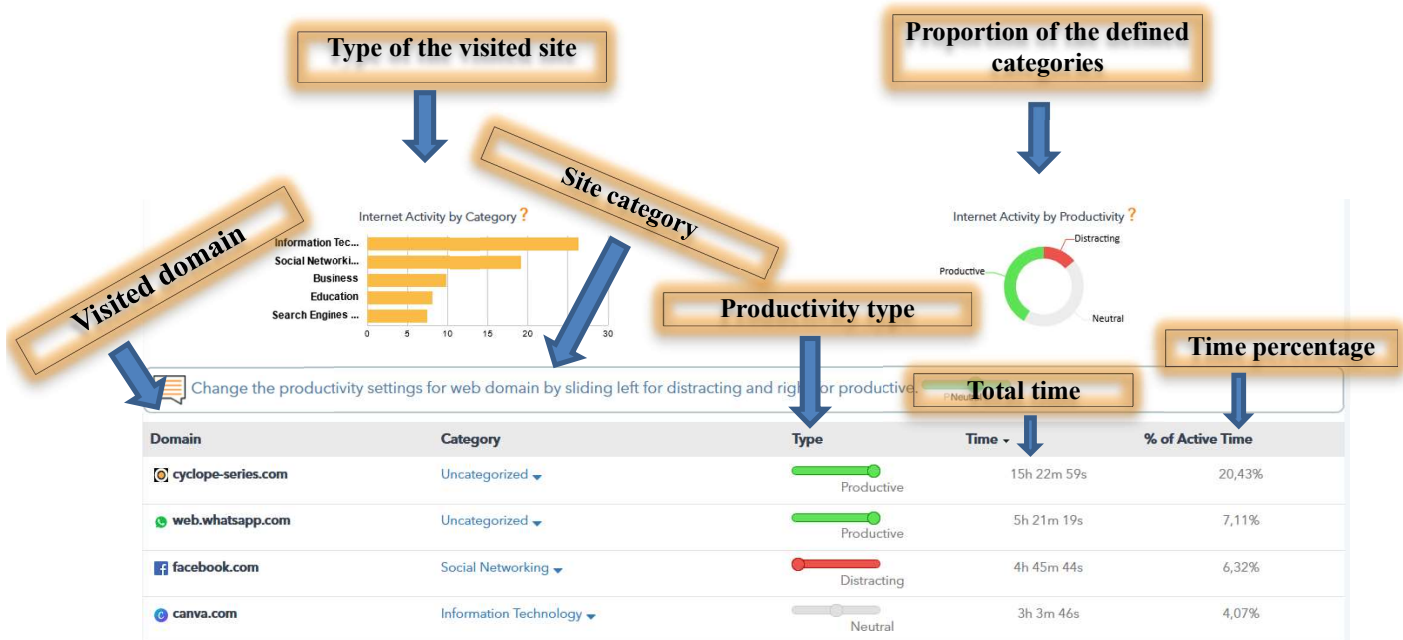 Type of the visited site
Proportion of the defined
categories
Site category
Visited domain
Internet Activity by Category ?
Information Tec...
Social Networki...
Business
Education
Search Engines ...
0 5 10 15 20 30
Internet Activity by Productivity ?
Distracting
Productive
Neutral
Productivity type
Time percentage
Total time
Change the productivity settings for web domain by sliding left for distracting and right for productive.
Domain Category Type Time % of Active Time
cyclope-series.com Uncategorized Productive 15h 22m 59s 20,43%
web.whatsapp.com Uncategorized Productive 5h 21m 19s 7,11%
facebook.com Social Networking Distracting 4h 45m 44s 6,32%
canva.com Information Technology Neutral 3h 3m 46s 4,07%